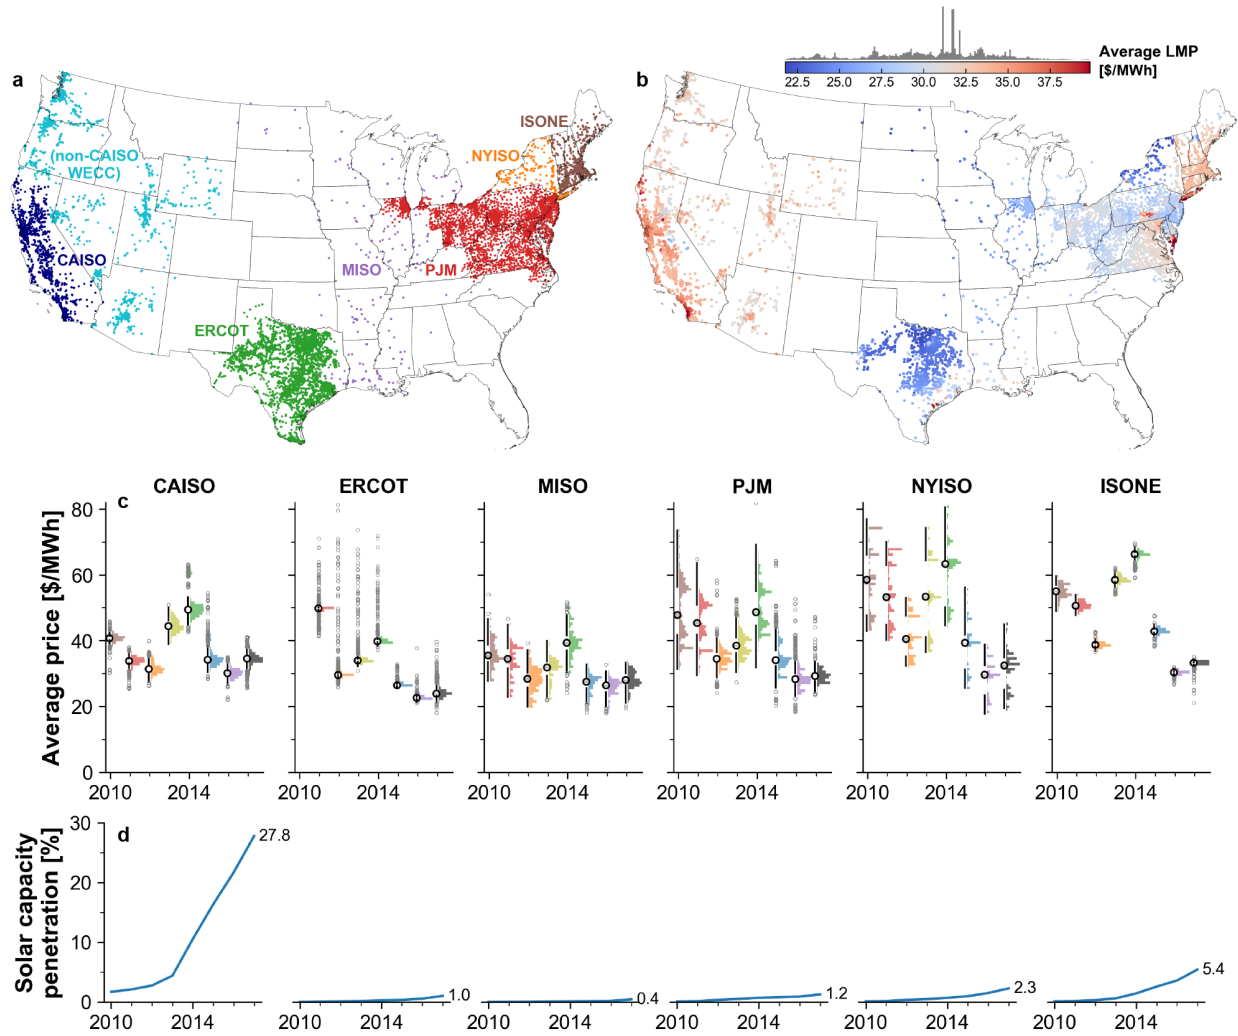 a
ISONE
NYISO
(non-CAISO
WECC)
CAISO
MISO
PJM
ERCOT
b
Average LMP
[$/MWh]
22.5 25.0 27.5 30.0 32.5 35.0 37.5
c
CAISO ERCOT MISO PJM NYISO ISONE
Average price [$/MWh]
80
60
40
20
0
2010 2014 2010 2014 2010 2014 2010 2014 2010 2014 2010 2014
d
Solar capacity
penetration [%]
30
20
10
0
27.8
1.0
0.4
1.2
2.3
5.4
2010 2014 2010 2014 2010 2014 2010 2014 2010 2014 2010 2014